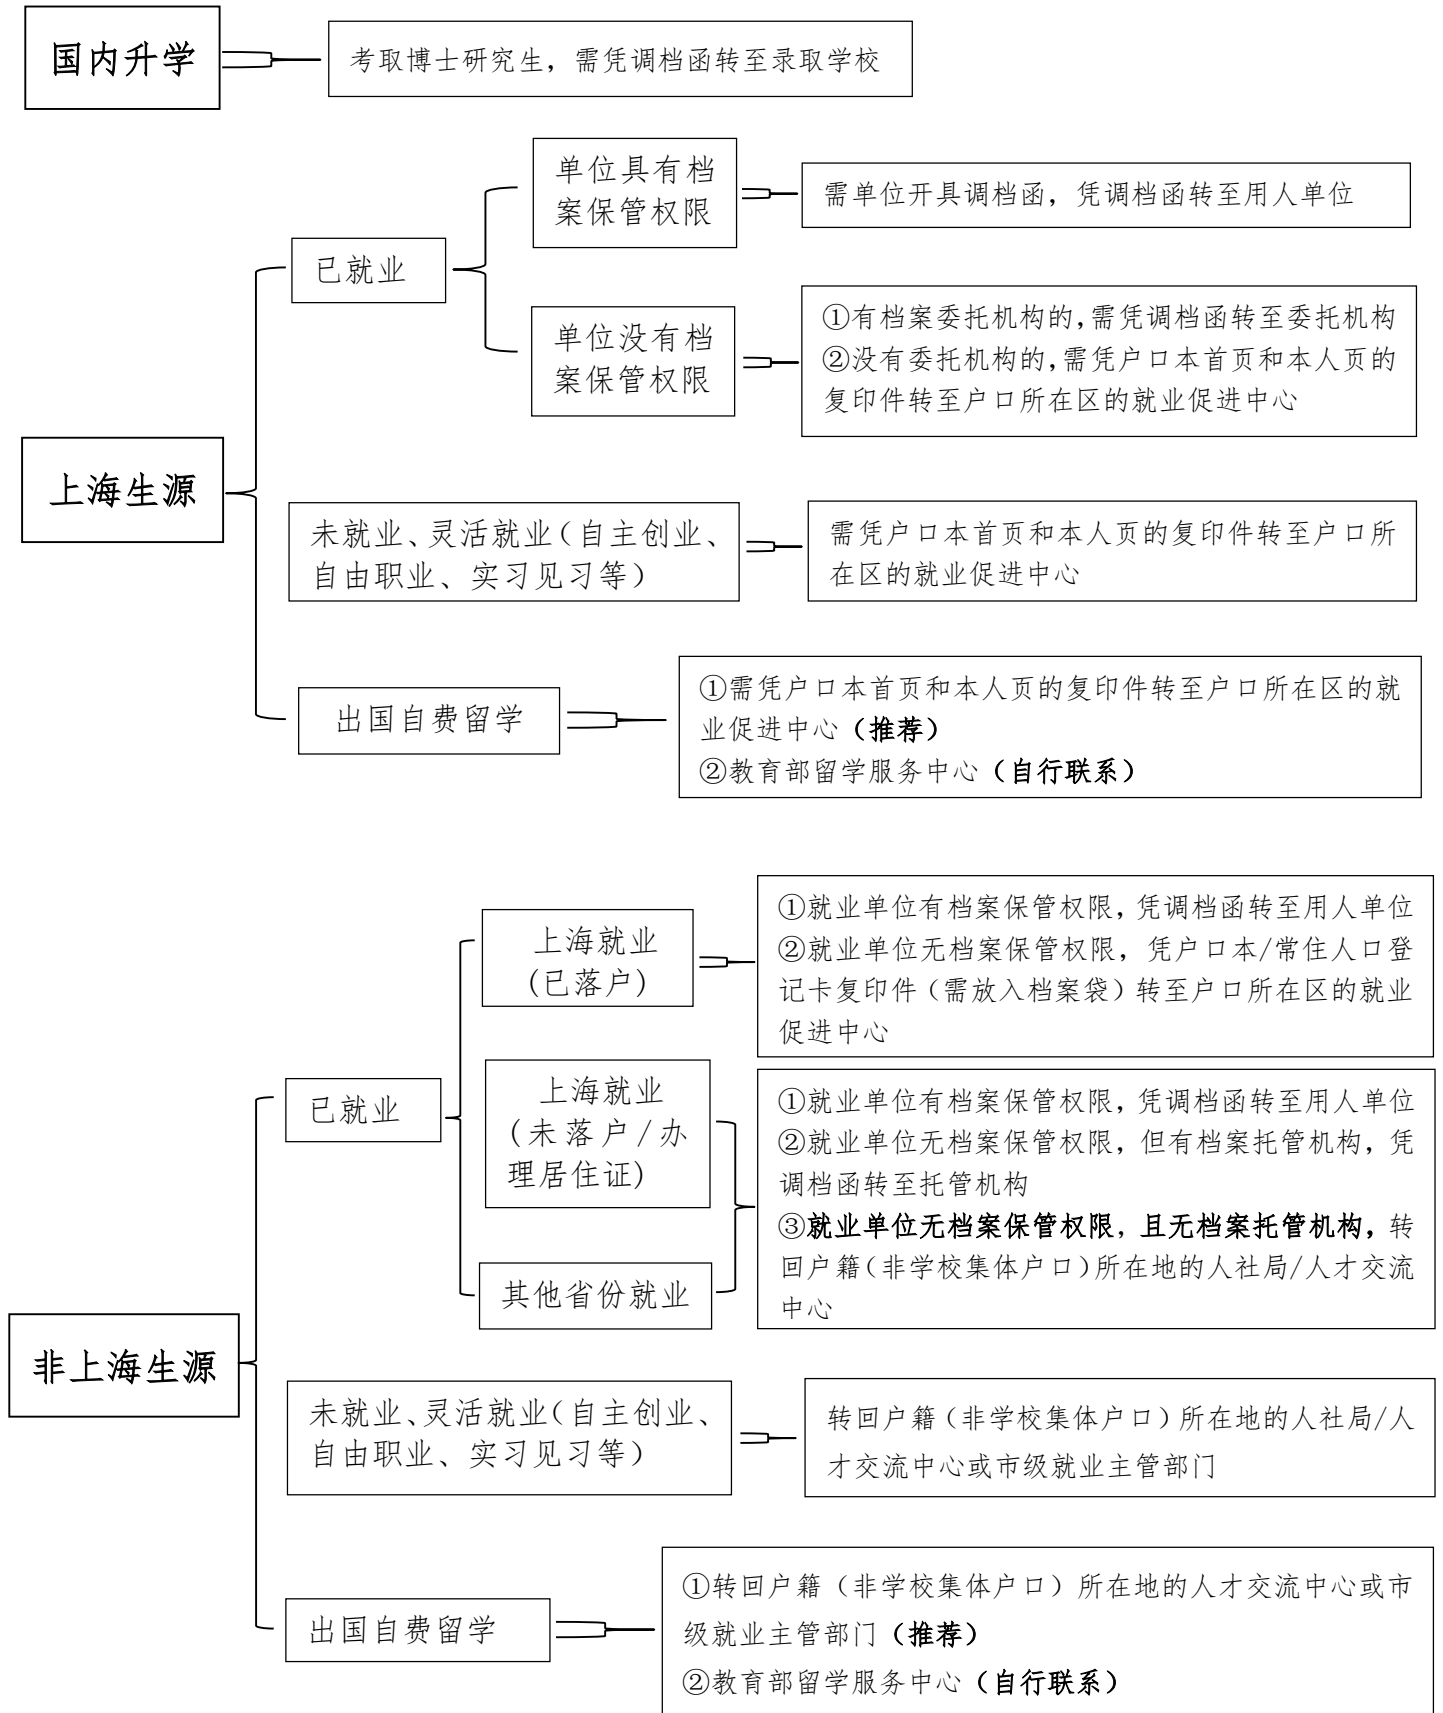 国内升学
考取博士研究生，需凭调档函转至录取学校
单位具有档
案保管权限
需单位开具调档函，凭调档函转至用人单位
已就业
单位没有档
案保管权限
①有档案委托机构的,需凭调档函转至委托机构
②没有委托机构的,需凭户口本首页和本人页的
复印件转至户口所在区的就业促进中心
上海生源
未就业、灵活就业（自主创业、
自由职业、实习见习等）
需凭户口本首页和本人页的复印件转至户口所
在区的就业促进中心
出国自费留学
①需凭户口本首页和本人页的复印件转至户口所在区的就
业促进中心（推荐）
②教育部留学服务中心（自行联系）
上海就业
(已落户)
①就业单位有档案保管权限，凭调档函转至用人单位
②就业单位无档案保管权限，凭户口本/常住人口登
记卡复印件（需放入档案袋）转至户口所在区的就业
促进中心
已就业
上海就业
(未落户/办
理居住证)
其他省份就业
①就业单位有档案保管权限，凭调档函转至用人单位
②就业单位无档案保管权限，但有档案托管机构，凭
调档函转至托管机构
③就业单位无档案保管权限，且无档案托管机构，转
回户籍（非学校集体户口）所在地的人社局/人才交流
中心
非上海生源
未就业、灵活就业（自主创业、
自由职业、实习见习等）
转回户籍（非学校集体户口）所在地的人社局/人
才交流中心或市级就业主管部门
出国自费留学
①转回户籍（非学校集体户口）所在地的人才交流中心或市
级就业主管部门（推荐）
②教育部留学服务中心（自行联系）